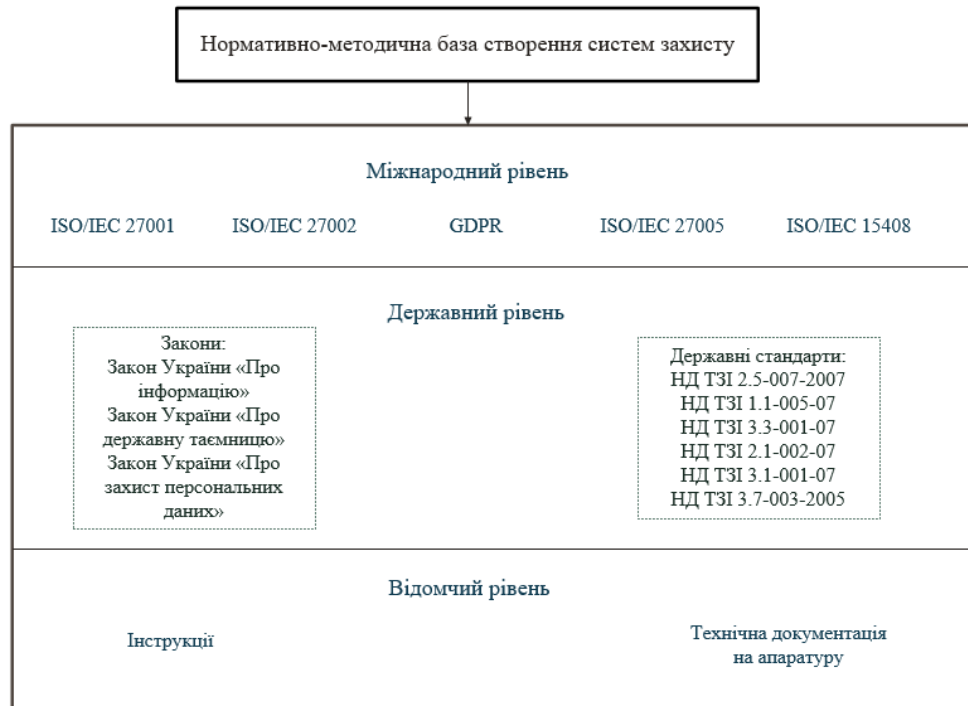 Нормативно-методична база створення систем захисту
Міжнародний рівень
ISO/IEC 27001
ISO/IEC 27002
GDPR
ISO/IEC 27005
ISO/IEC 15408
Державний рівень
Закони:
Закон України «Про
інформацію»
Закон України «Про
державну таємницю»
Закон України «Про
захист персональних
даних»
Державні стандарти:
НД ТЗІ 2.5-007-2007
НД ТЗІ 1.1-005-07
НД ТЗІ 3.3-001-07
НД ТЗІ 2.1-002-07
НД ТЗІ 3.1-001-07
НД ТЗІ 3.7-003-2005
Відомчий рівень
Інструкції
Технічна документація
на апаратуру